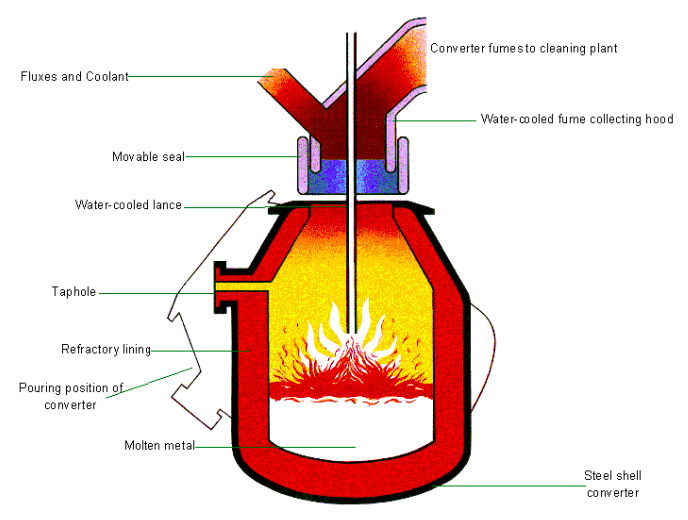 Converter fumes to cleaning plant
Fluxes and Coolant
Water-cooled fume collecting hood
Movable seal
Water-cooled lance
Taphole
Refractory lining
Pouring position of
converter
Molten metal
Steel shell
converter